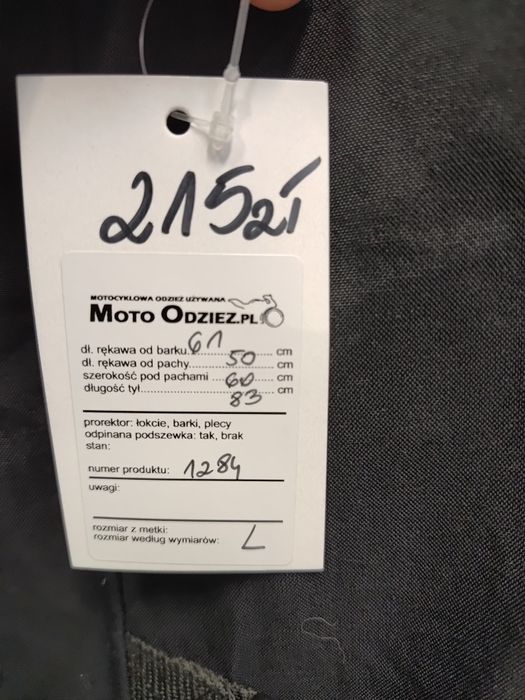 215 zł
MOTOCYKLOWA ODZIEŻ UŻYWANA
MOTO ODZIEZ.PL
dł. rękawa od barku 61 cm
dł. rękawa od pachy 50 cm
szerokość pod pachami 60 cm
długość tył 83 cm
prorektor: łokcie, barki, plecy
odpinana podszewka: tak, brak
stan:
numer produktu: 1284
uwagi:
rozmiar z metki:
rozmiar według wymiarów: L